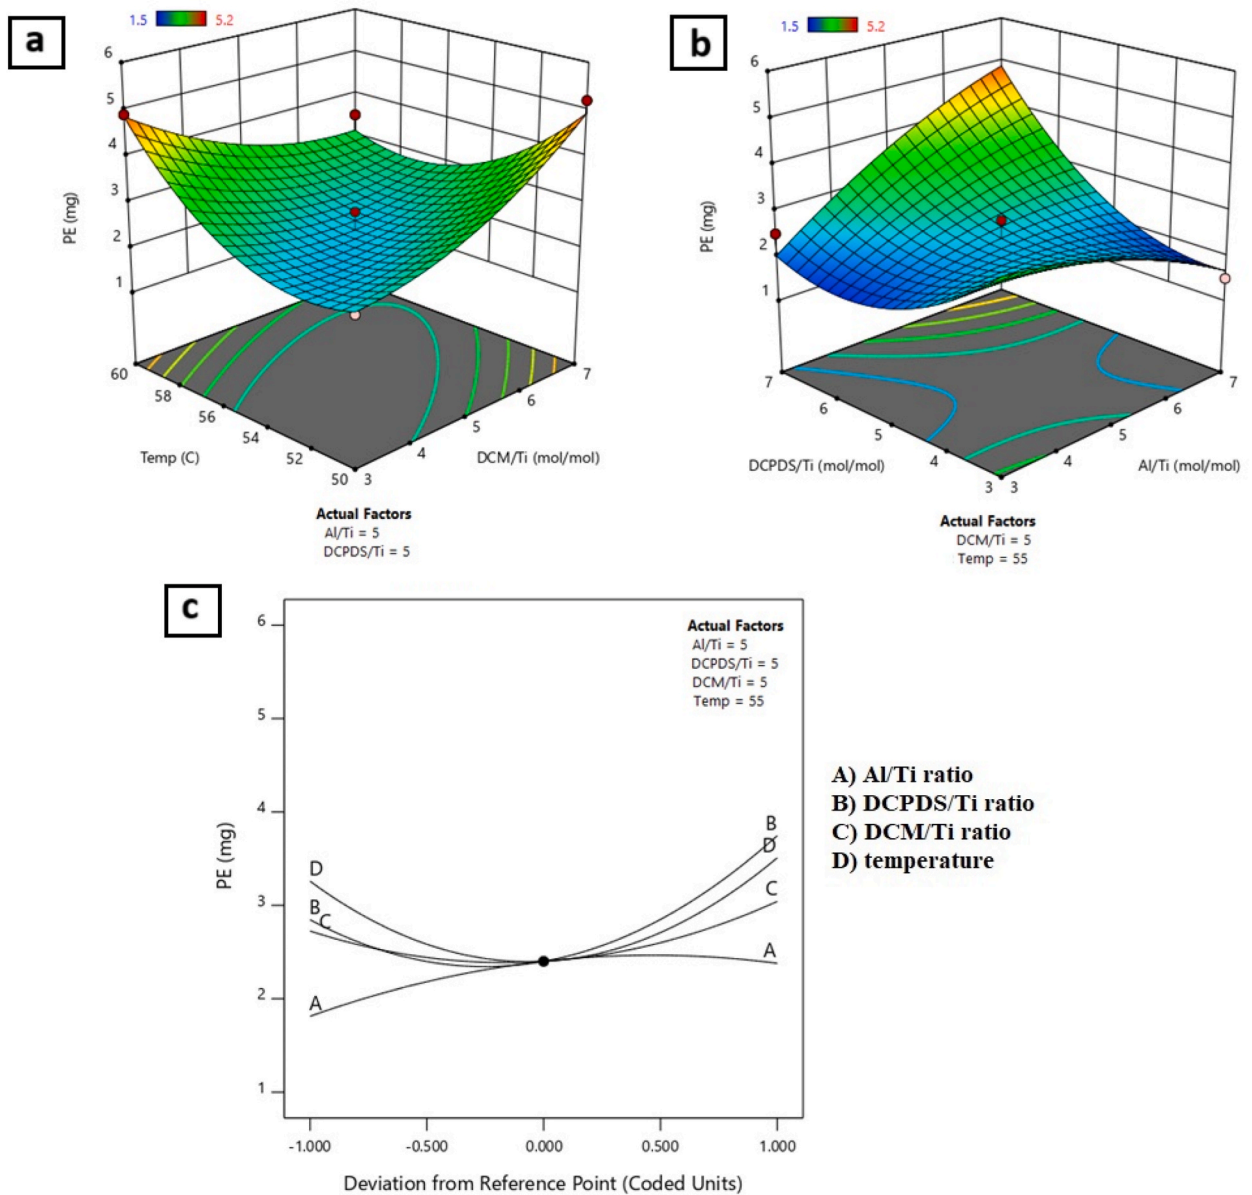 a
1.5 5.2
6
5
4
3
2
1
PE (mg)
60
58
56
54
52
50
Temp (C)
3
4
5
6
7
DCM/Ti (mol/mol)
Actual Factors
Al/Ti = 5
DCPDS/Ti = 5
b
1.5 5.2
6
5
4
3
2
1
PE (mg)
7
6
5
4
3
DCPDS/Ti (mol/mol)
3
4
5
6
7
Al/Ti (mol/mol)
Actual Factors
DCM/Ti = 5
Temp = 55
c
6
5
4
3
2
1
PE (mg)
Actual Factors
Al/Ti = 5
DCPDS/Ti = 5
DCM/Ti = 5
Temp = 55
D
B
C
A
B
D
C
A
-1.000 -0.500 0.000 0.500 1.000
Deviation from Reference Point (Coded Units)
A) Al/Ti ratio
B) DCPDS/Ti ratio
C) DCM/Ti ratio
D) temperature